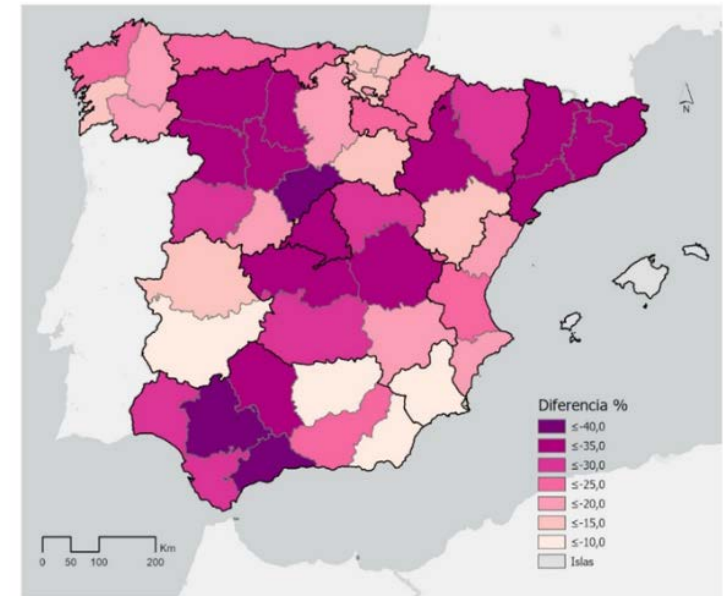 N
Diferencia %
≤-40,0
≤-35,0
≤-30,0
≤-25,0
≤-20,0
≤-15,0
≤-10,0
Islas
Km
0 50 100 200